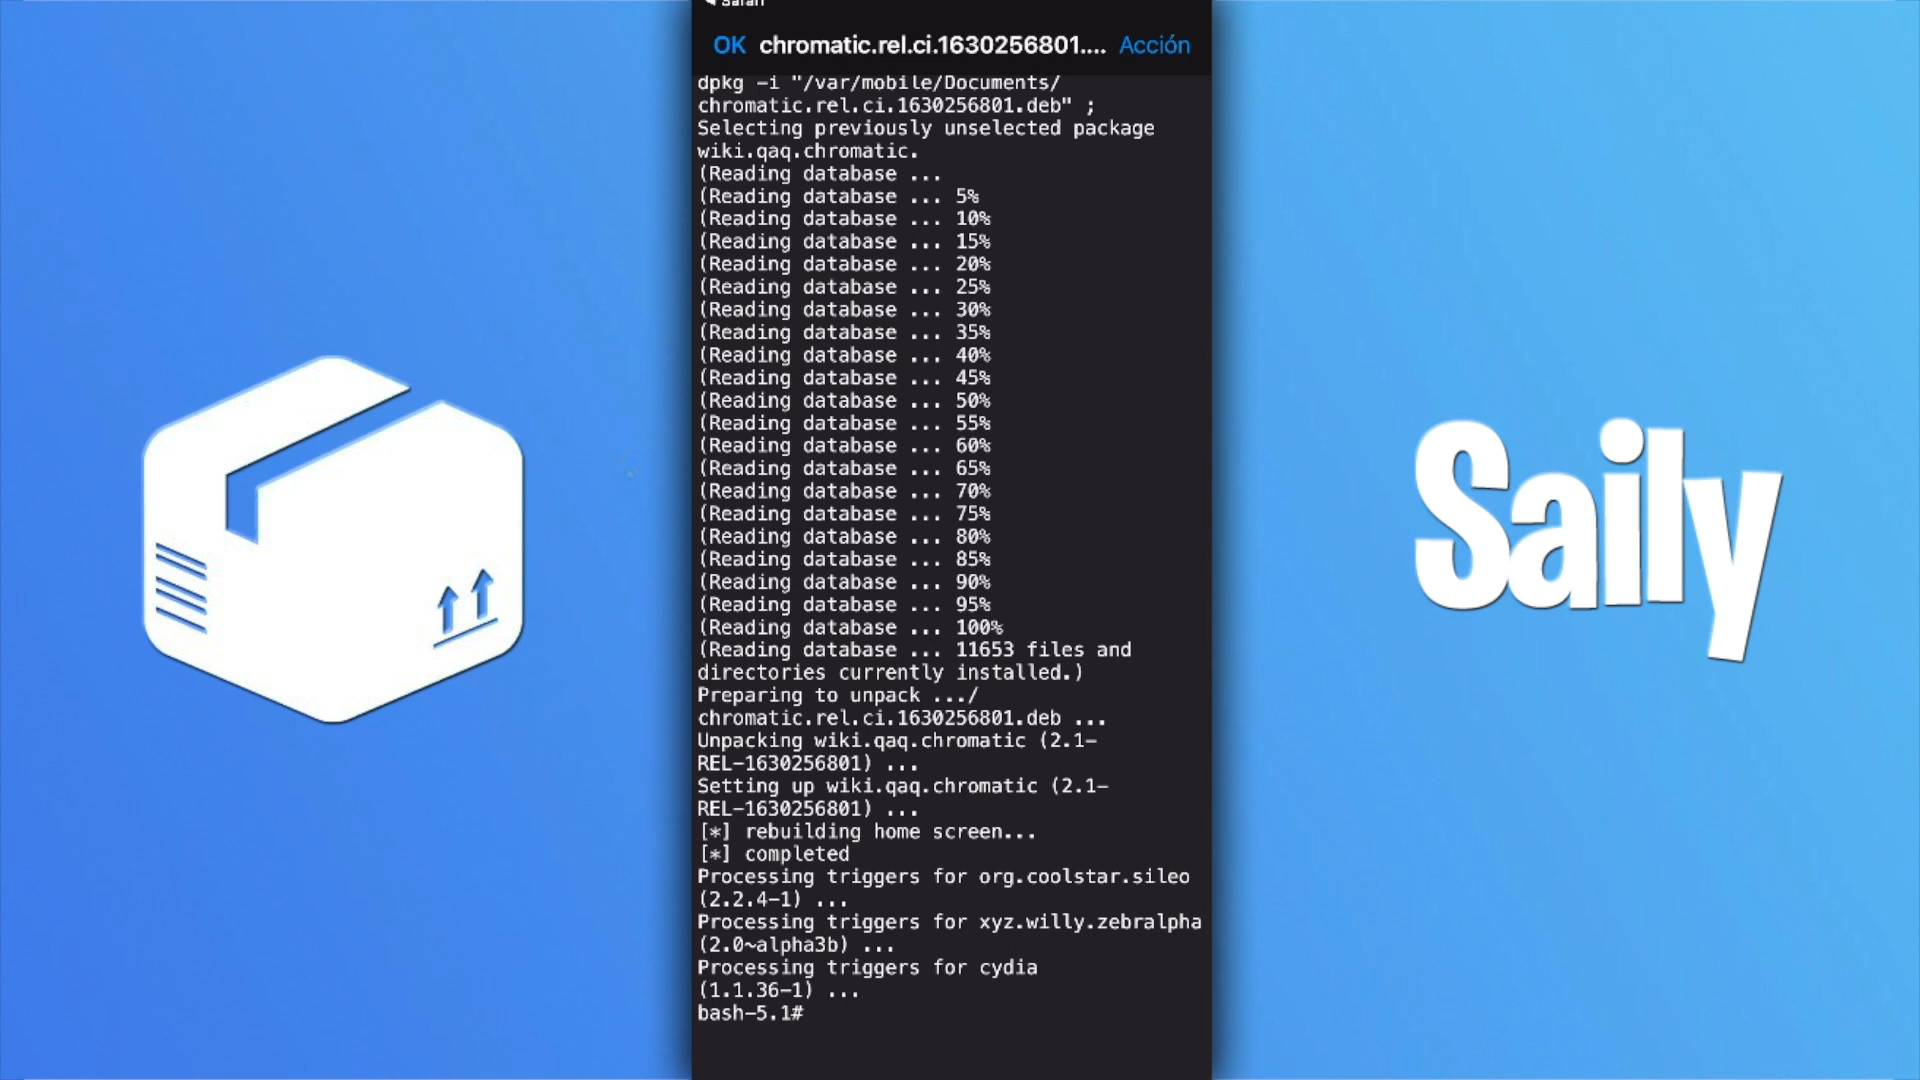 Safari
OK chromatic.rel.ci.1630256801.... Acción
dpkg -i "/var/mobile/Documents/
chromatic.rel.ci.1630256801.deb" ;
Selecting previously unselected package
wiki.qaq.chromatic.
(Reading database ...
(Reading database ... 5%
(Reading database ... 10%
(Reading database ... 15%
(Reading database ... 20%
(Reading database ... 25%
(Reading database ... 30%
(Reading database ... 35%
(Reading database ... 40%
(Reading database ... 45%
(Reading database ... 50%
(Reading database ... 55%
(Reading database ... 60%
(Reading database ... 65%
(Reading database ... 70%
(Reading database ... 75%
(Reading database ... 80%
(Reading database ... 85%
(Reading database ... 90%
(Reading database ... 95%
(Reading database ... 100%
(Reading database ... 11653 files and
directories currently installed.)
Preparing to unpack .../
chromatic.rel.ci.1630256801.deb ...
Unpacking wiki.qaq.chromatic (2.1-
REL-1630256801) ...
Setting up wiki.qaq.chromatic (2.1-
REL-1630256801) ...
[*] rebuilding home screen...
[*] completed
Processing triggers for org.coolstar.sileo
(2.2.4-1) ...
Processing triggers for xyz.willy.zebralpha
(2.0~alpha3b) ...
Processing triggers for cydia
(1.1.36-1) ...
bash-5.1#
Saily